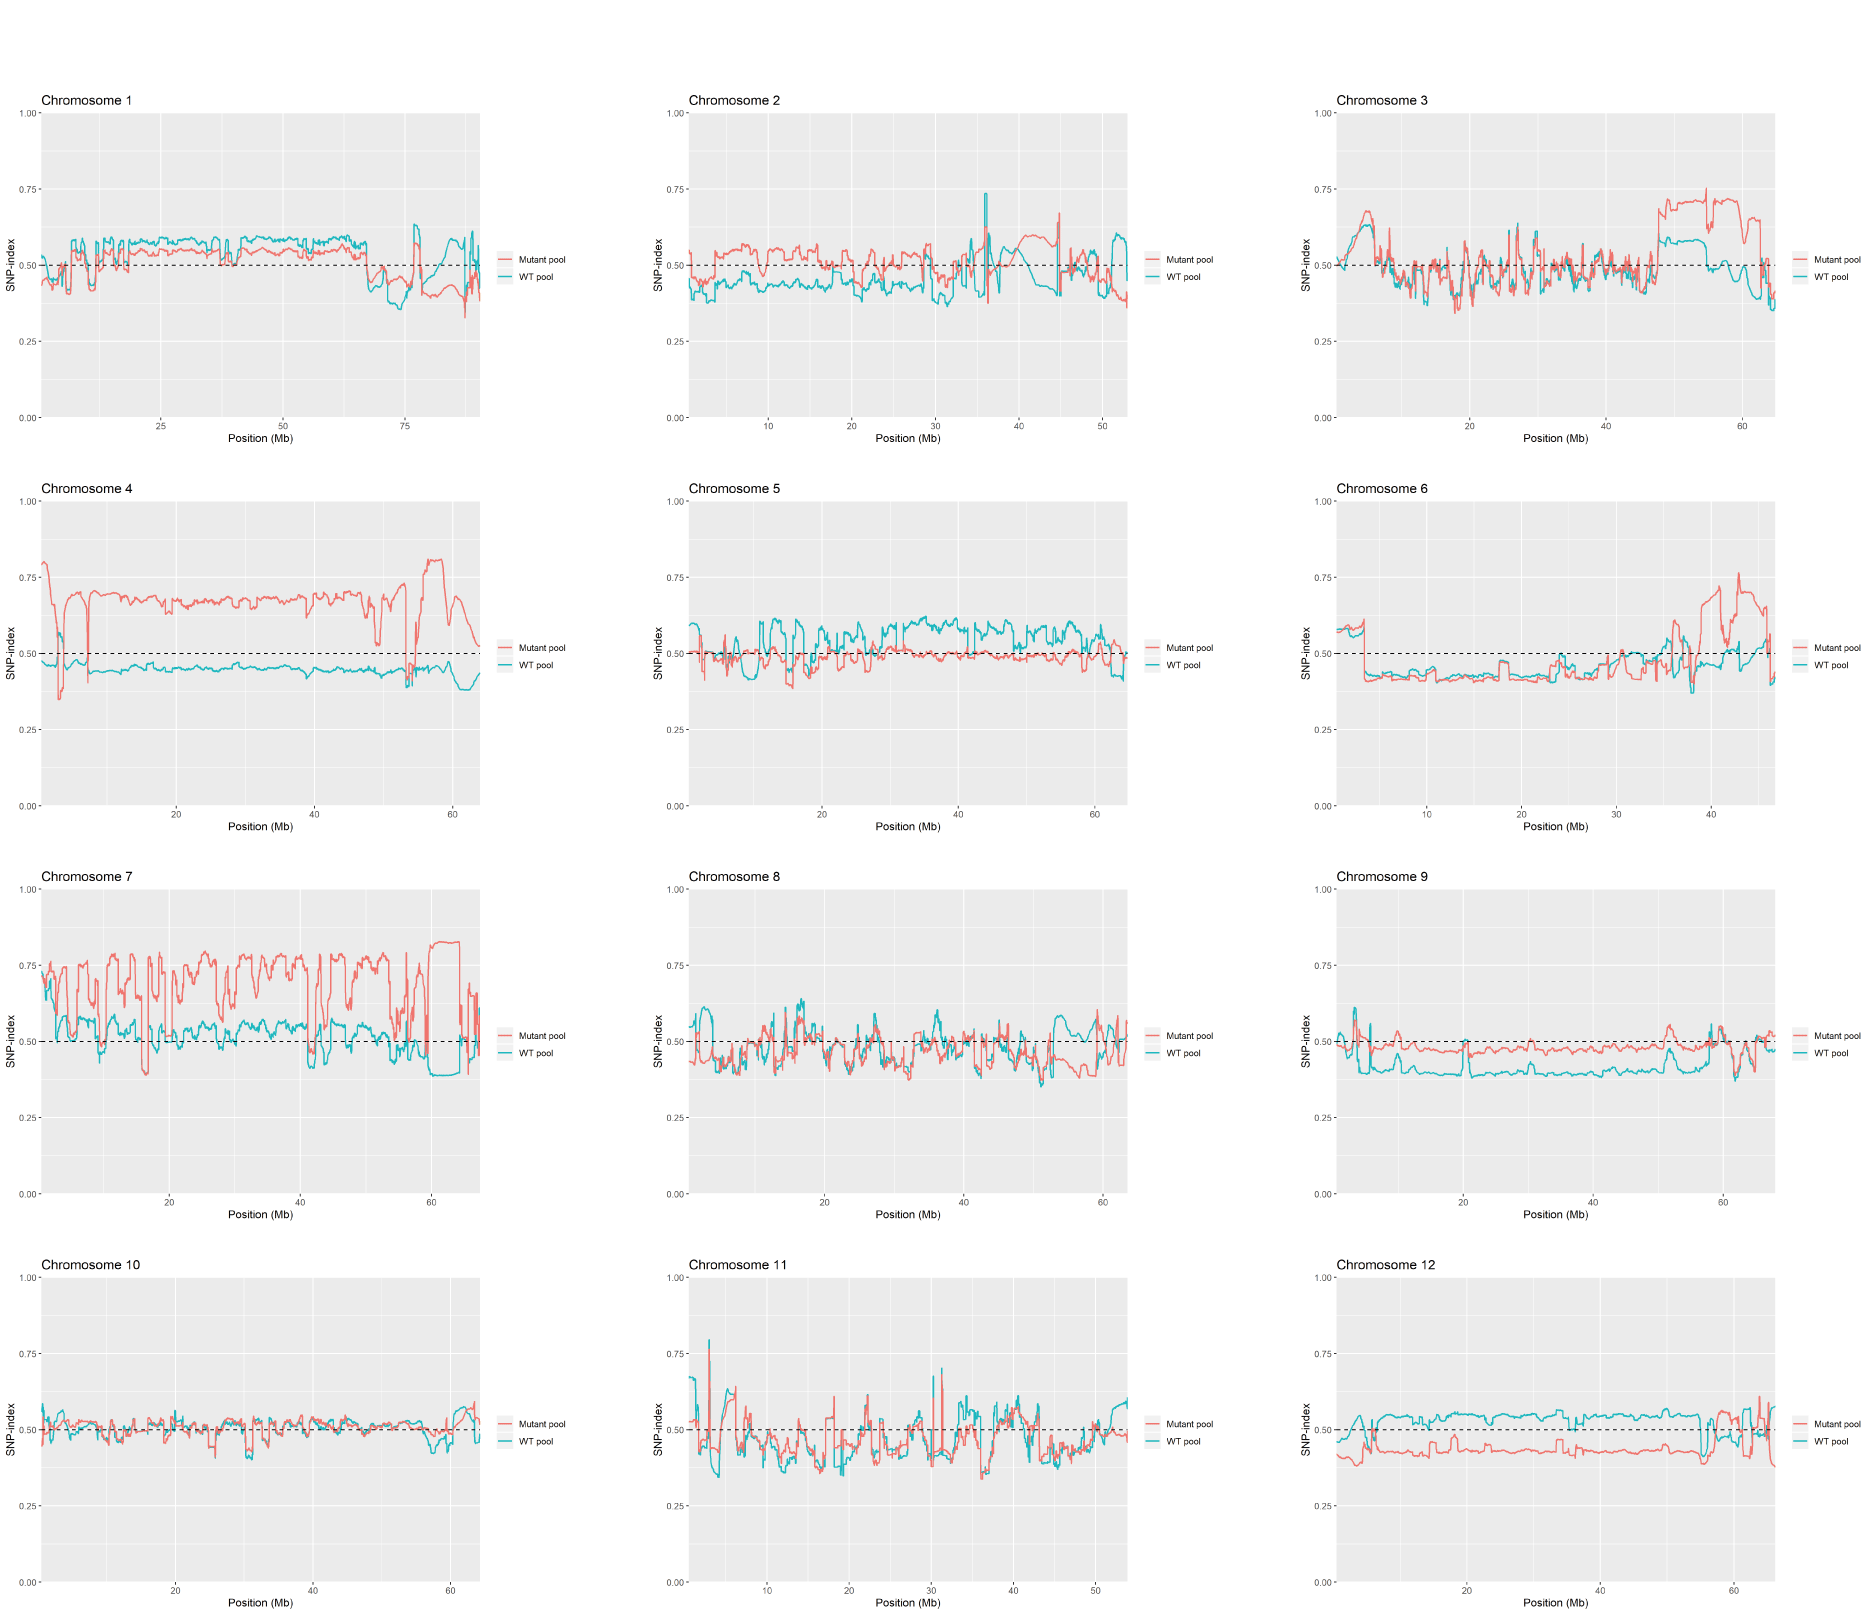 Chromosome 1
1.00
0.75
0.50
0.25
0.00
SNP-index
25
50
75
Position (Mb)
Mutant pool
WT pool
Chromosome 2
1.00
0.75
0.50
0.25
0.00
SNP-index
10
20
30
40
50
Position (Mb)
Mutant pool
WT pool
Chromosome 3
1.00
0.75
0.50
0.25
0.00
SNP-index
20
40
60
Position (Mb)
Mutant pool
WT pool
Chromosome 4
1.00
0.75
0.50
0.25
0.00
SNP-index
20
40
60
Position (Mb)
Mutant pool
WT pool
Chromosome 5
1.00
0.75
0.50
0.25
0.00
SNP-index
20
40
60
Position (Mb)
Mutant pool
WT pool
Chromosome 6
1.00
0.75
0.50
0.25
0.00
SNP-index
10
20
30
40
Position (Mb)
Mutant pool
WT pool
Chromosome 7
1.00
0.75
0.50
0.25
0.00
SNP-index
20
40
60
Position (Mb)
Mutant pool
WT pool
Chromosome 8
1.00
0.75
0.50
0.25
0.00
SNP-index
20
40
60
Position (Mb)
Mutant pool
WT pool
Chromosome 9
1.00
0.75
0.50
0.25
0.00
SNP-index
20
40
60
Position (Mb)
Mutant pool
WT pool
Chromosome 10
1.00
0.75
0.50
0.25
0.00
SNP-index
20
40
60
Position (Mb)
Mutant pool
WT pool
Chromosome 11
1.00
0.75
0.50
0.25
0.00
SNP-index
10
20
30
40
50
Position (Mb)
Mutant pool
WT pool
Chromosome 12
1.00
0.75
0.50
0.25
0.00
SNP-index
20
40
60
Position (Mb)
Mutant pool
WT pool